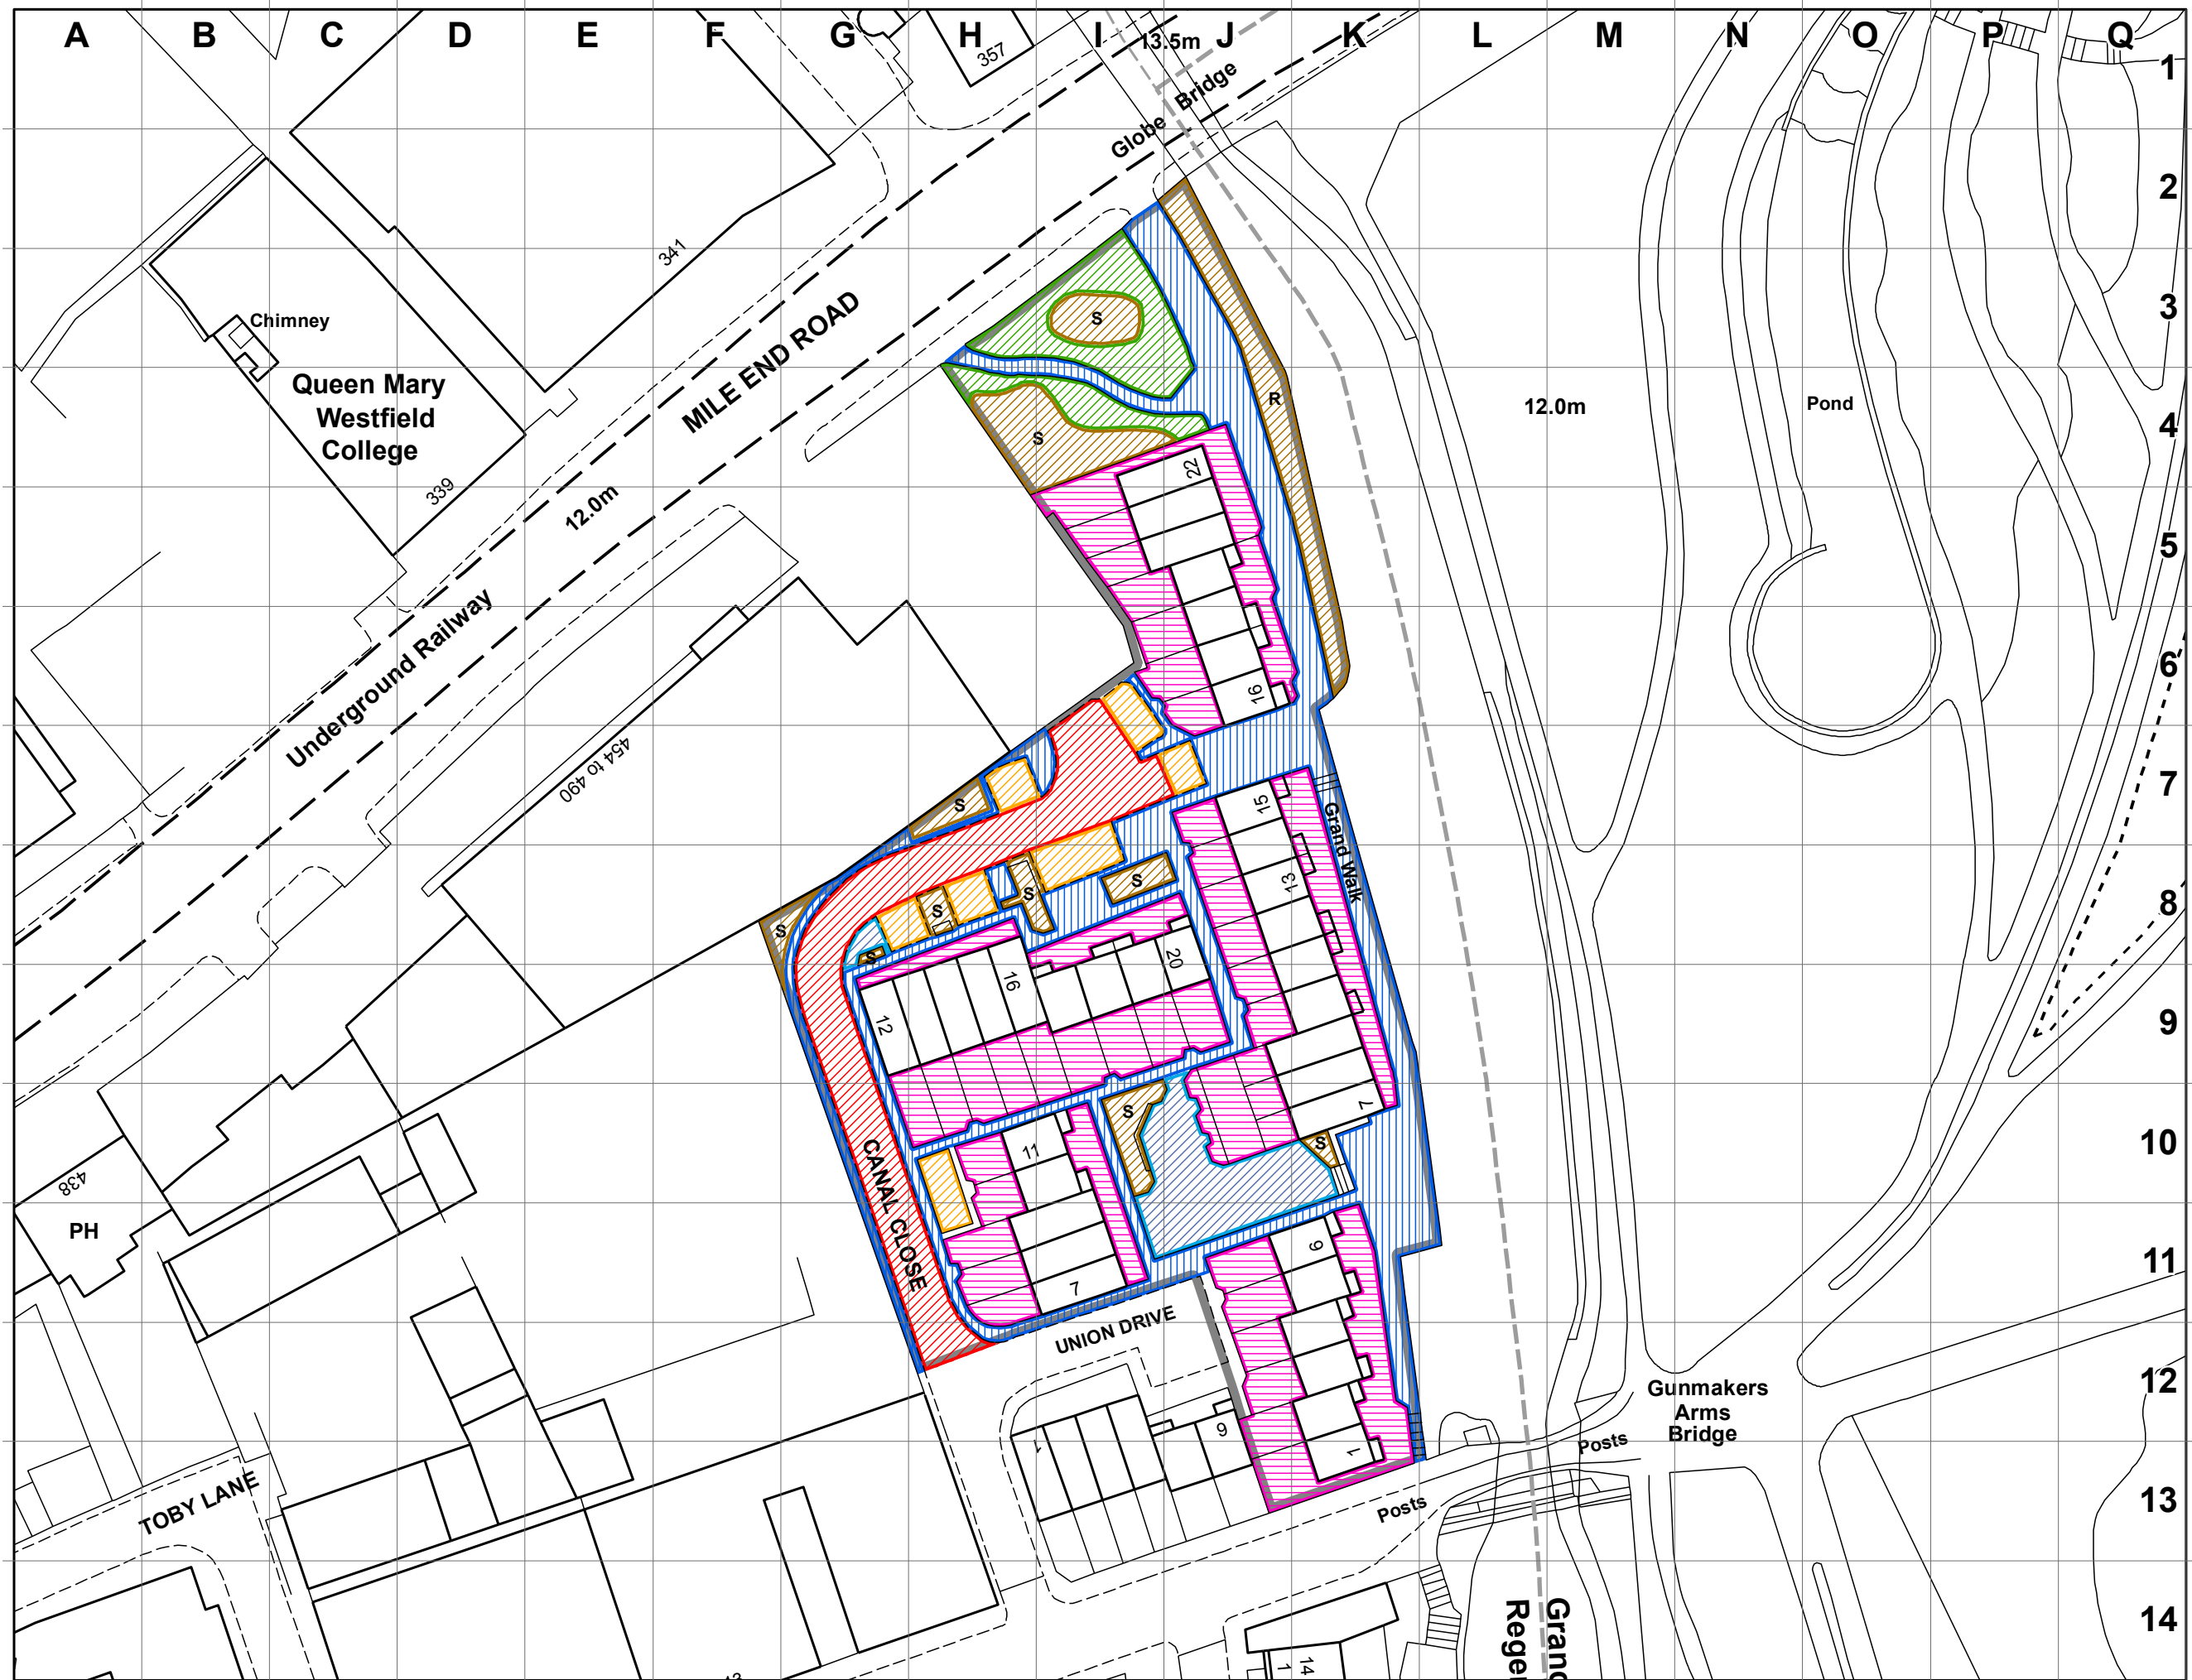 A B C D E F G H I J K L M N O P Q
1
2
3
4
5
6
7
8
9
10
11
12
13
14
357
13.5m
Globe Bridge
341
Chimney
Queen Mary
Westfield
College
339
MILE END ROAD
12.0m
Underground Railway
454 to 490
12.0m
Pond
S
S
R
22
16
S
15
13
Grand Walk
S
S
S
S
S
12
16
20
7
S
S
11
7
CANAL CLOSE
438
PH
6
UNION DRIVE
1
9
1
TOBY LANE
Gunmakers
Arms
Bridge
Posts
Posts
14
1
Grand